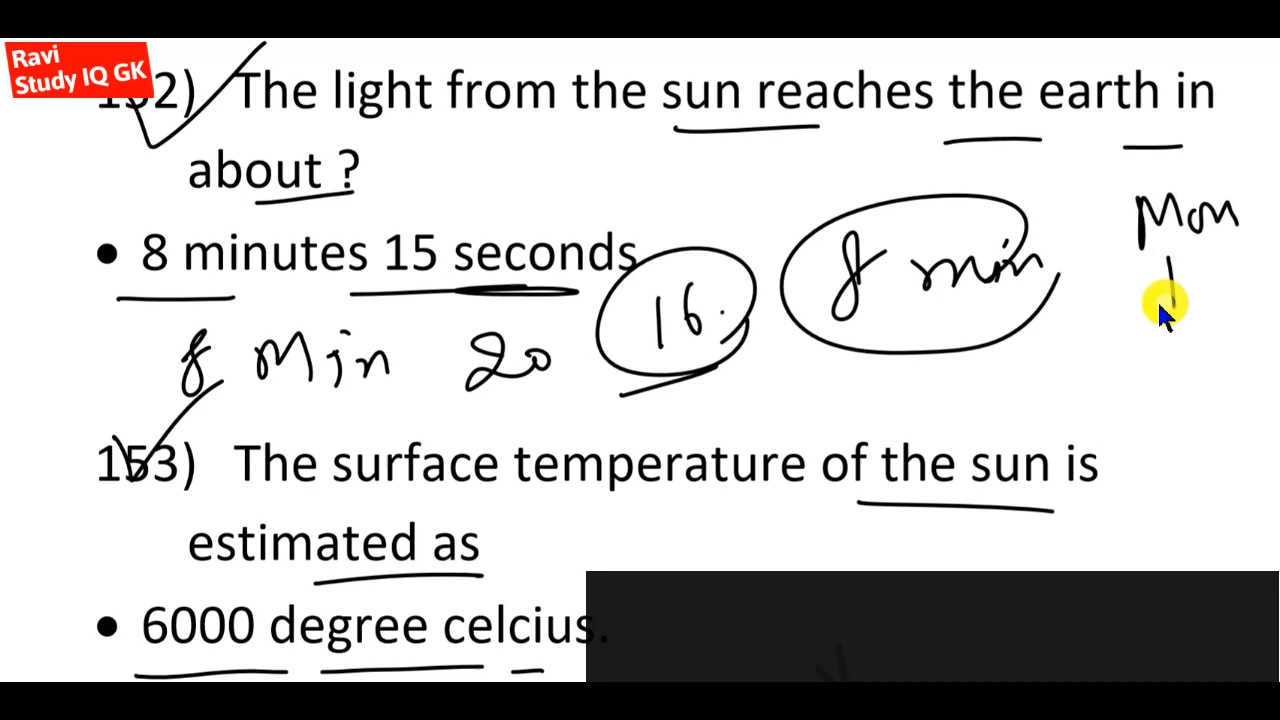 Ravi
Study IQ GK
152) The light from the sun reaches the earth in
about ?
• 8 minutes 15 seconds
16.
8 min
8 Min 20
153) The surface temperature of the sun is
estimated as
• 6000 degree celcius.